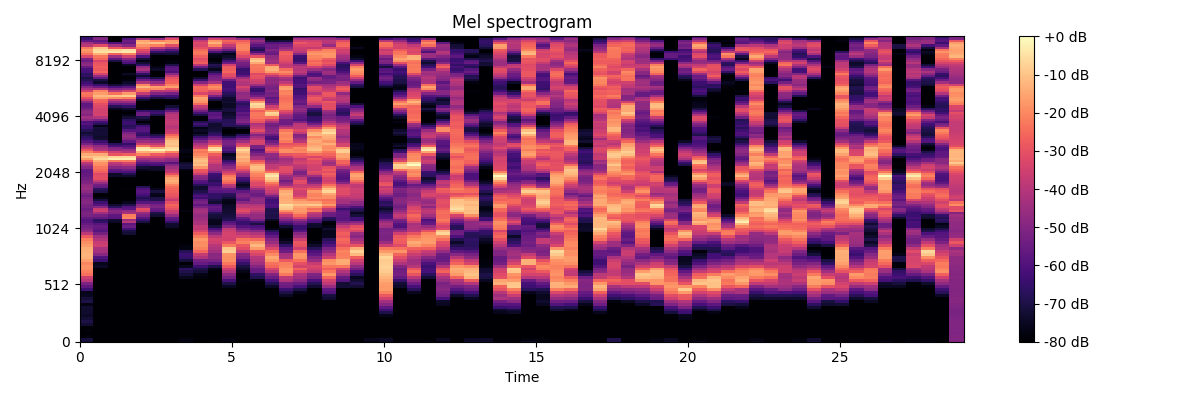 Mel spectrogram
8192
4096
2048
1024
512
0
Hz
0 5 10 15 20 25
Time
+0 dB
-10 dB
-20 dB
-30 dB
-40 dB
-50 dB
-60 dB
-70 dB
-80 dB